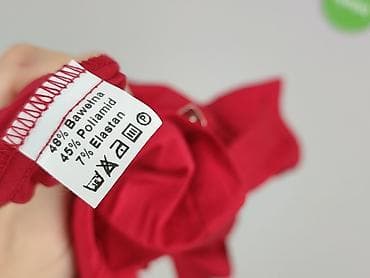 48% Bawełna
45% Poliamid
7% Elastan